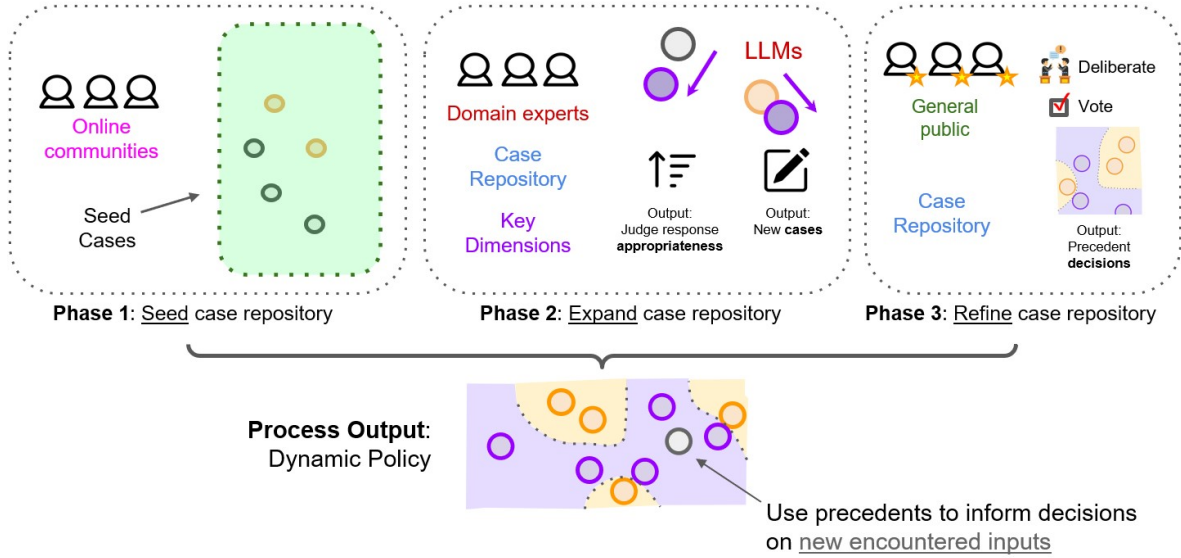 Online
communities
Seed
Cases
Phase 1: Seed case repository
Domain experts
Case
Repository
Key
Dimensions
LLMs
Output:
Judge response
appropriateness
Output:
New cases
Phase 2: Expand case repository
General
public
Case
Repository
Deliberate
Vote
Output:
Precedent
decisions
Phase 3: Refine case repository
Process Output:
Dynamic Policy
Use precedents to inform decisions
on new encountered inputs